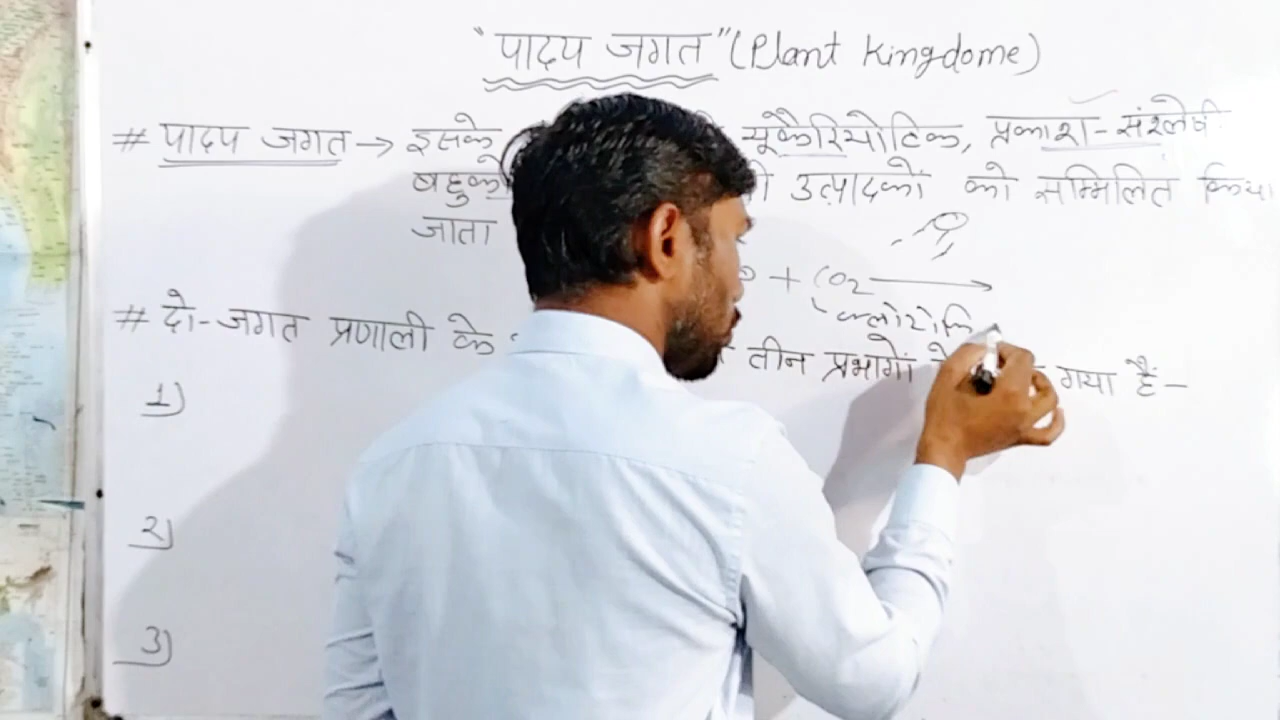 "पादप जगत" (Plant Kingdome)
# पादप जगत → इसके यूकैरियोटिक, प्रकाश-संश्लेषी
उत्पादकों को सम्मिलित किया
जाता
+ CO2 →
# दो-जगत प्रणाली के तीन प्रभागों गया है-
1)
2)
3)